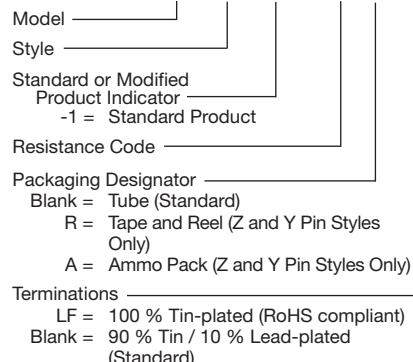 Model
Style
Standard or Modified
Product Indicator
-1 = Standard Product
Resistance Code
Packaging Designator
Blank = Tube (Standard)
R = Tape and Reel (Z and Y Pin Styles
Only)
A = Ammo Pack (Z and Y Pin Styles Only)
Terminations
LF = 100 % Tin-plated (RoHS compliant)
Blank = 90 % Tin / 10 % Lead-plated
(Standard)